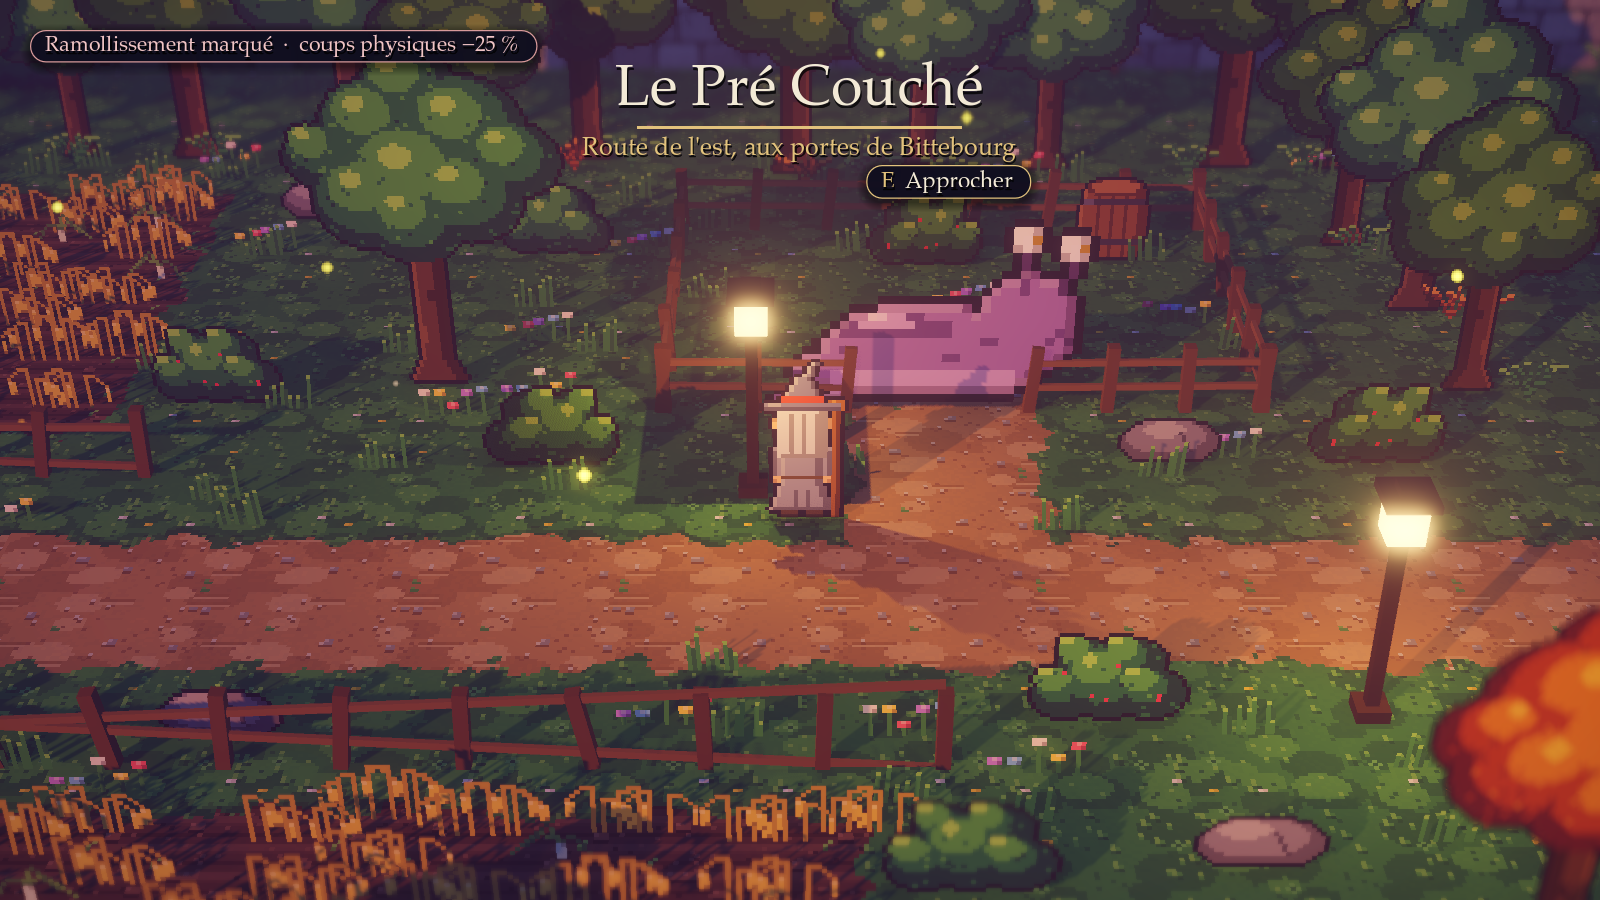 Ramollissement marqué · coups physiques −25 %
Le Pré Couché
Route de l'est, aux portes de Bittebourg
E Approcher